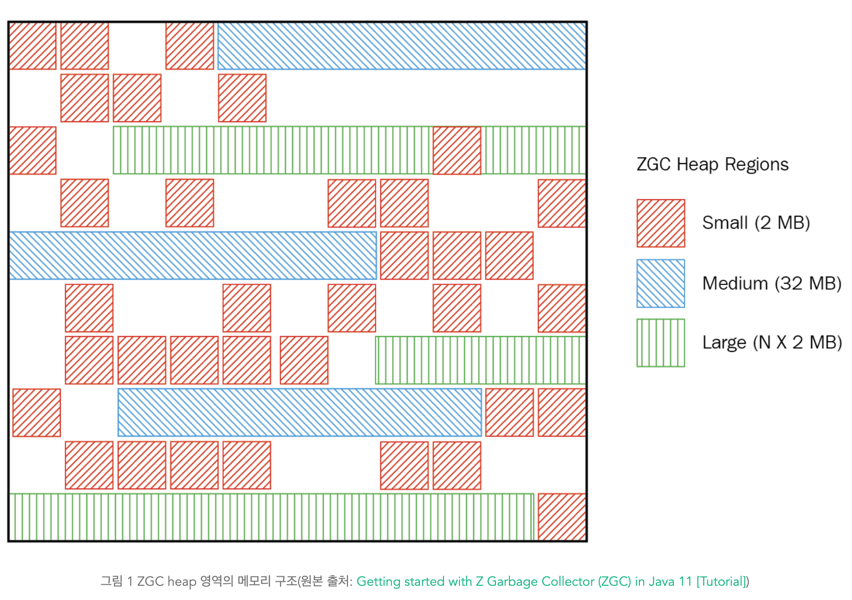 ZGC Heap Regions
Small (2 MB)
Medium (32 MB)
Large (N X 2 MB)
그림 1 ZGC heap 영역의 메모리 구조(원본 출처: Getting started with Z Garbage Collector (ZGC) in Java 11 [Tutorial])